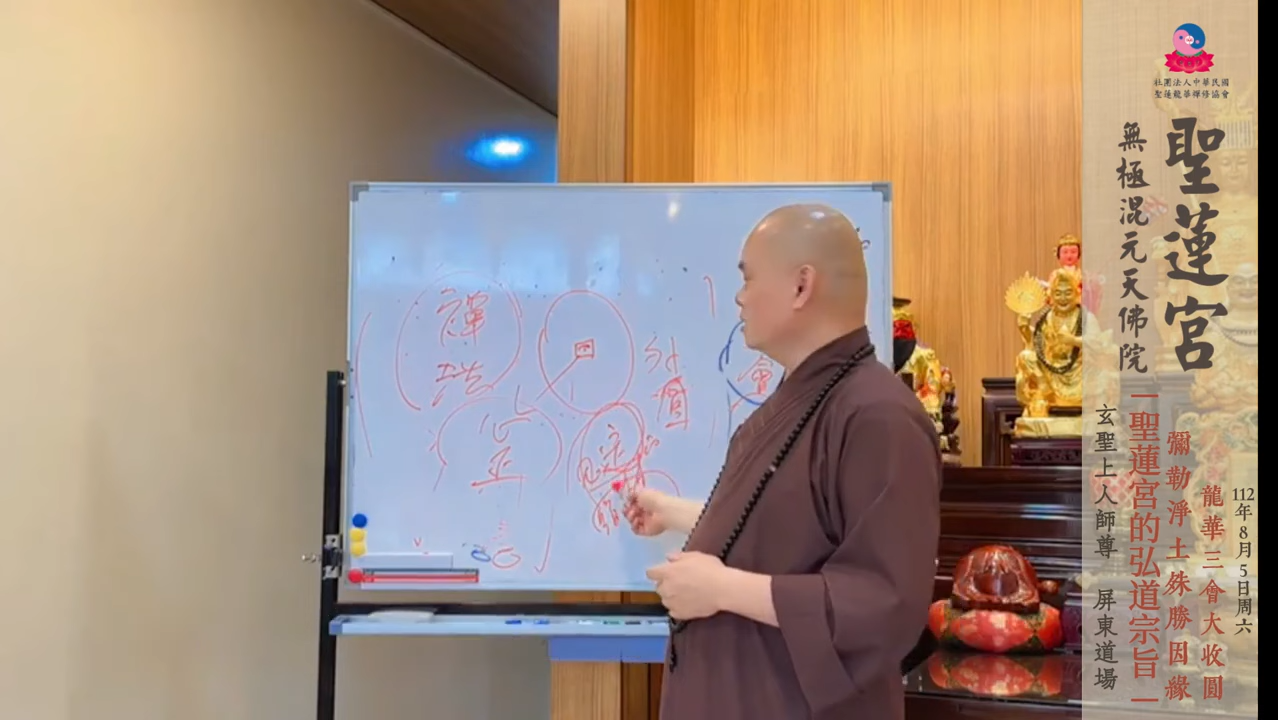 社團法人中華民國
聖蓮龍華禪修協會
聖蓮宮
無極混元天佛院
112年8月5日周六
龍華三會大收圓
彌勒淨土殊勝因緣
聖蓮宮的弘道宗旨
玄聖上人師尊 屏東道場
禪
心
回
定
會